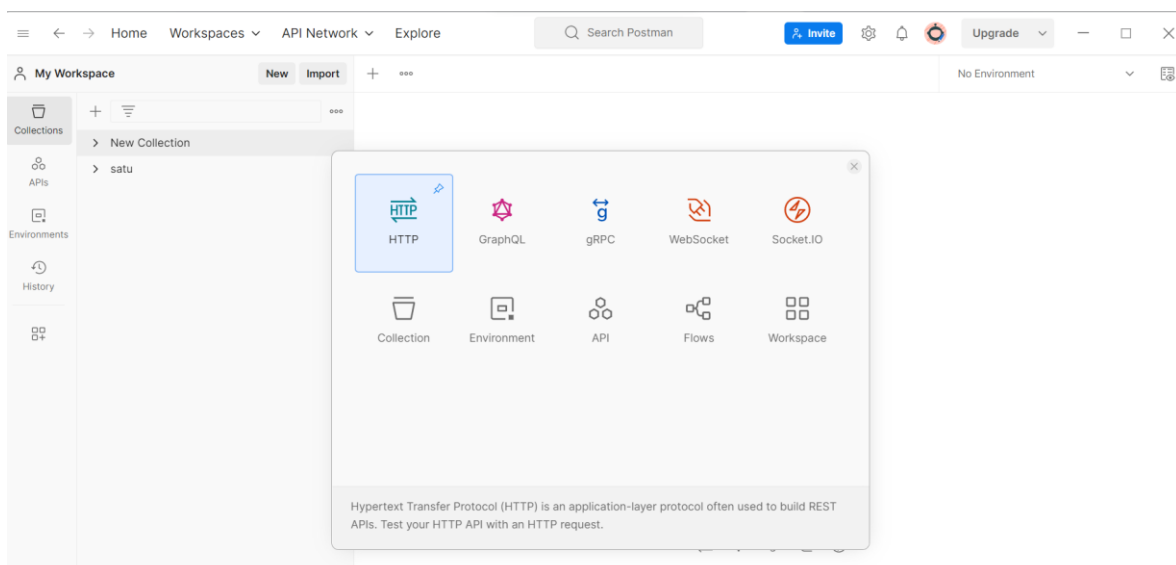 Home Workspaces API Network Explore Search Postman Invite Upgrade
My Workspace New Import No Environment
Collections
New Collection
satu
APIs
Environments
History
HTTP GraphQL gRPC WebSocket Socket.IO
Collection Environment API Flows Workspace
Hypertext Transfer Protocol (HTTP) is an application-layer protocol often used to build REST
APIs. Test your HTTP API with an HTTP request.